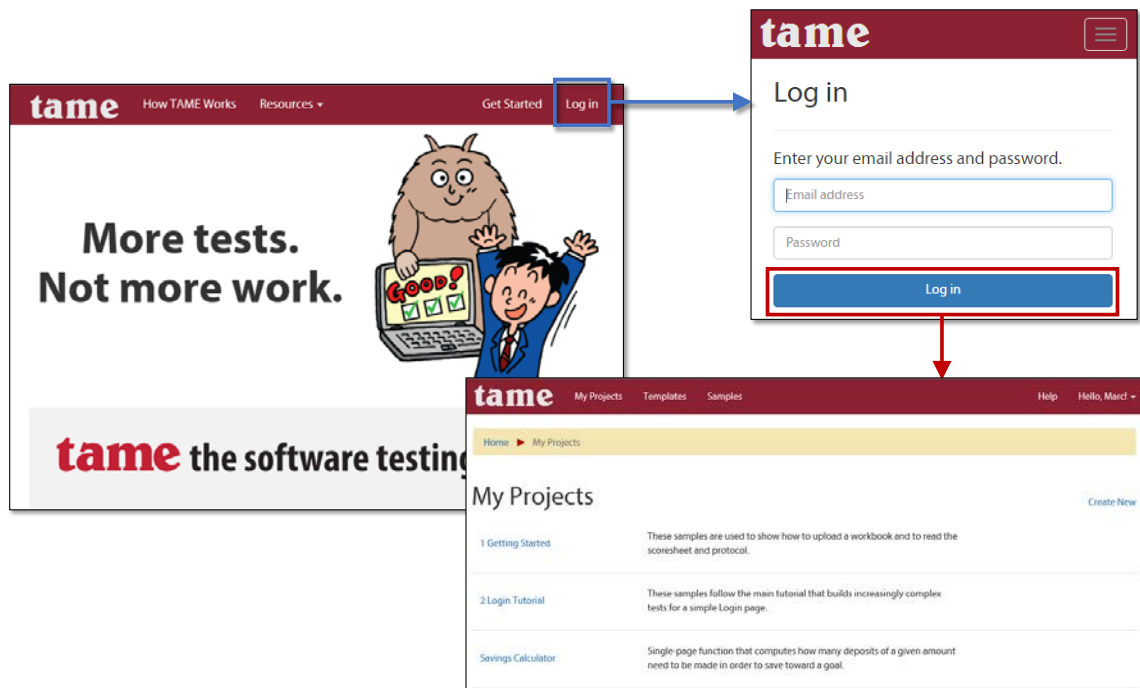 tame
How TAME Works
Resources
Get Started
Log in
More tests.
Not more work.
GOOD!
tame the software testing
tame
Log in
Enter your email address and password.
Email address
Password
Log in
tame
My Projects
Templates
Samples
Help
Hello, Marc!
Home
My Projects
My Projects
Create New
1 Getting Started
These samples are used to show how to upload a workbook and to read the
scoresheet and protocol.
2 Login Tutorial
These samples follow the main tutorial that builds increasingly complex
tests for a simple Login page.
Savings Calculator
Single-page function that computes how many deposits of a given amount
need to be made in order to save toward a goal.